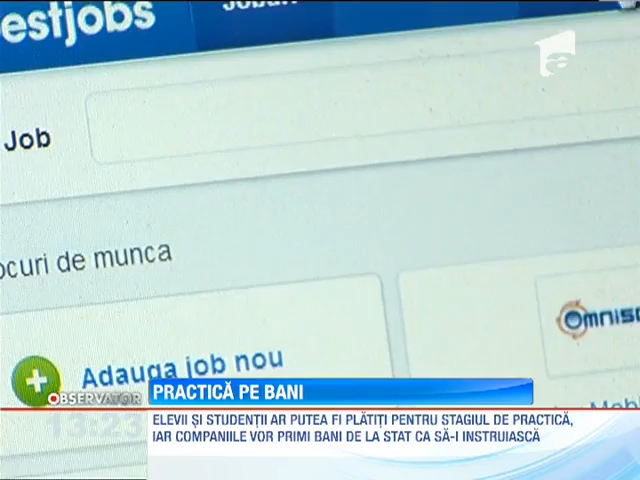 estjobs
Job
ocuri de munca
Omnisc
Adauga job nou
PRACTICĂ PE BANI
OBSERVATOR
13:23
ELEVII ȘI STUDENȚII AR PUTEA FI PLĂTIȚI PENTRU STAGIUL DE PRACTICĂ,
IAR COMPANIILE VOR PRIMI BANI DE LA STAT CA SĂ-I INSTRUIASCĂ